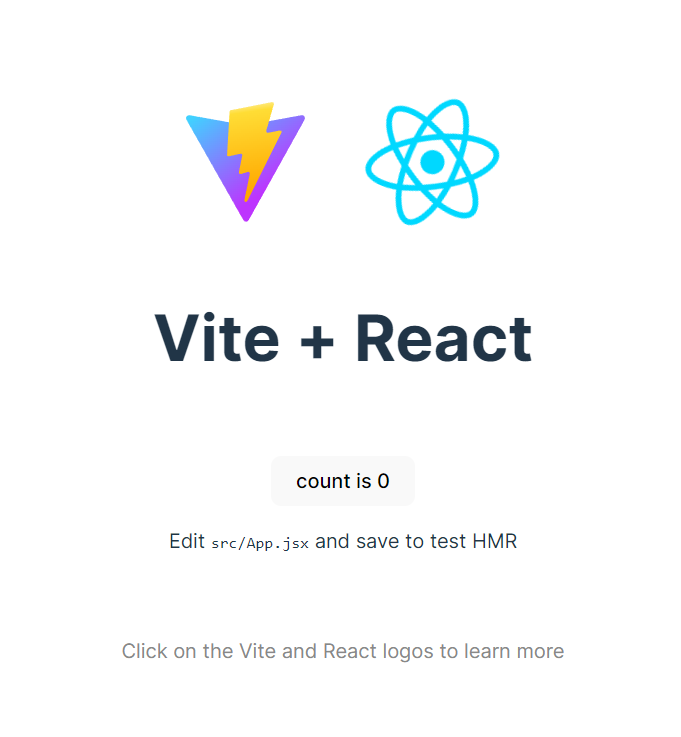 Vite + React
count is 0
Edit src/App.jsx and save to test HMR
Click on the Vite and React logos to learn more